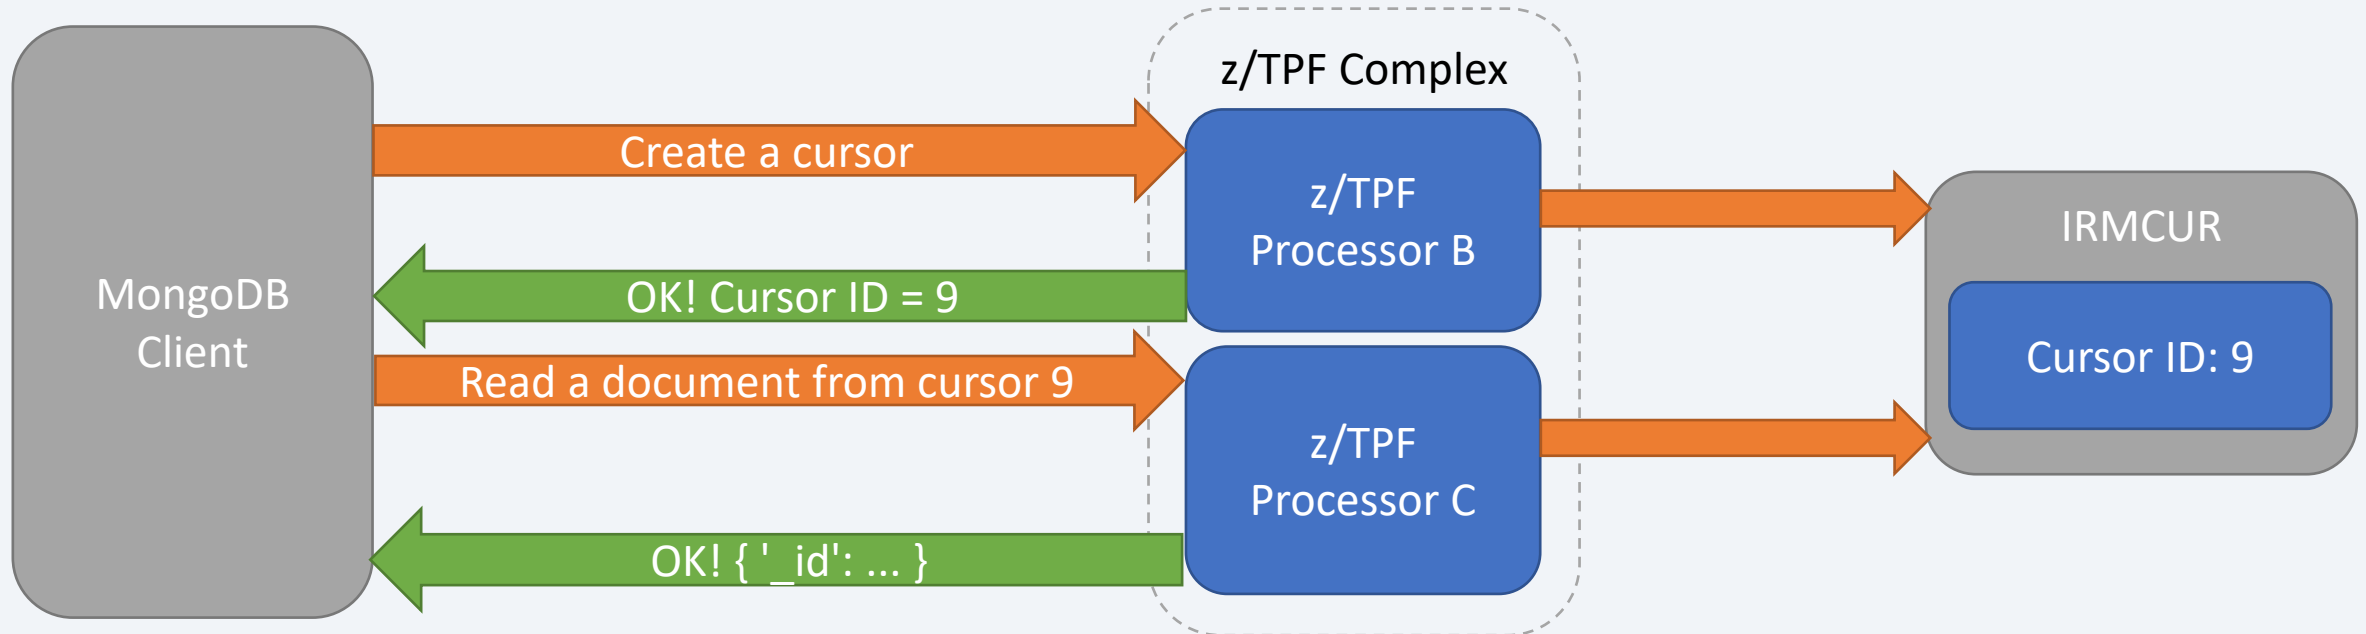 z/TPF Complex
Create a cursor
OK! Cursor ID = 9
Read a document from cursor 9
OK! { '_id': ... }
MongoDB
Client
z/TPF
Processor B
z/TPF
Processor C
IRMCUR
Cursor ID: 9